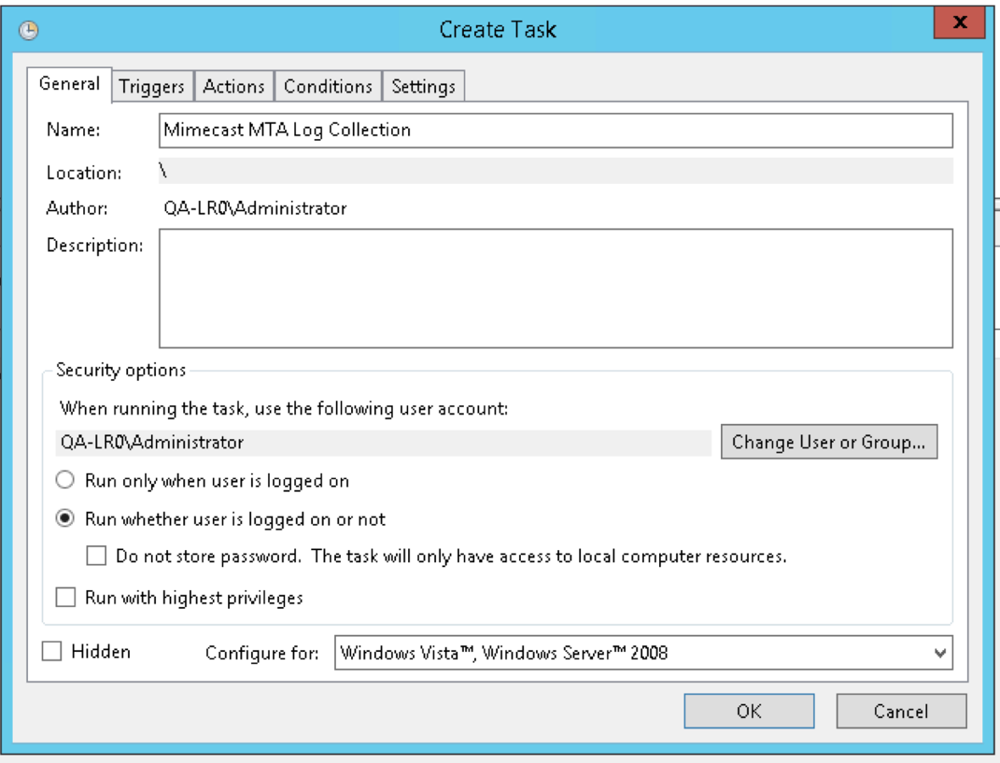 Create Task
X
General Triggers Actions Conditions Settings
Name: Mimecast MTA Log Collection
Location: \
Author: QA-LR0\Administrator
Description:
Security options
When running the task, use the following user account:
QA-LR0\Administrator Change User or Group...
Run only when user is logged on
Run whether user is logged on or not
Do not store password. The task will only have access to local computer resources.
Run with highest privileges
Hidden Configure for: Windows Vista™, Windows Server™ 2008
OK Cancel